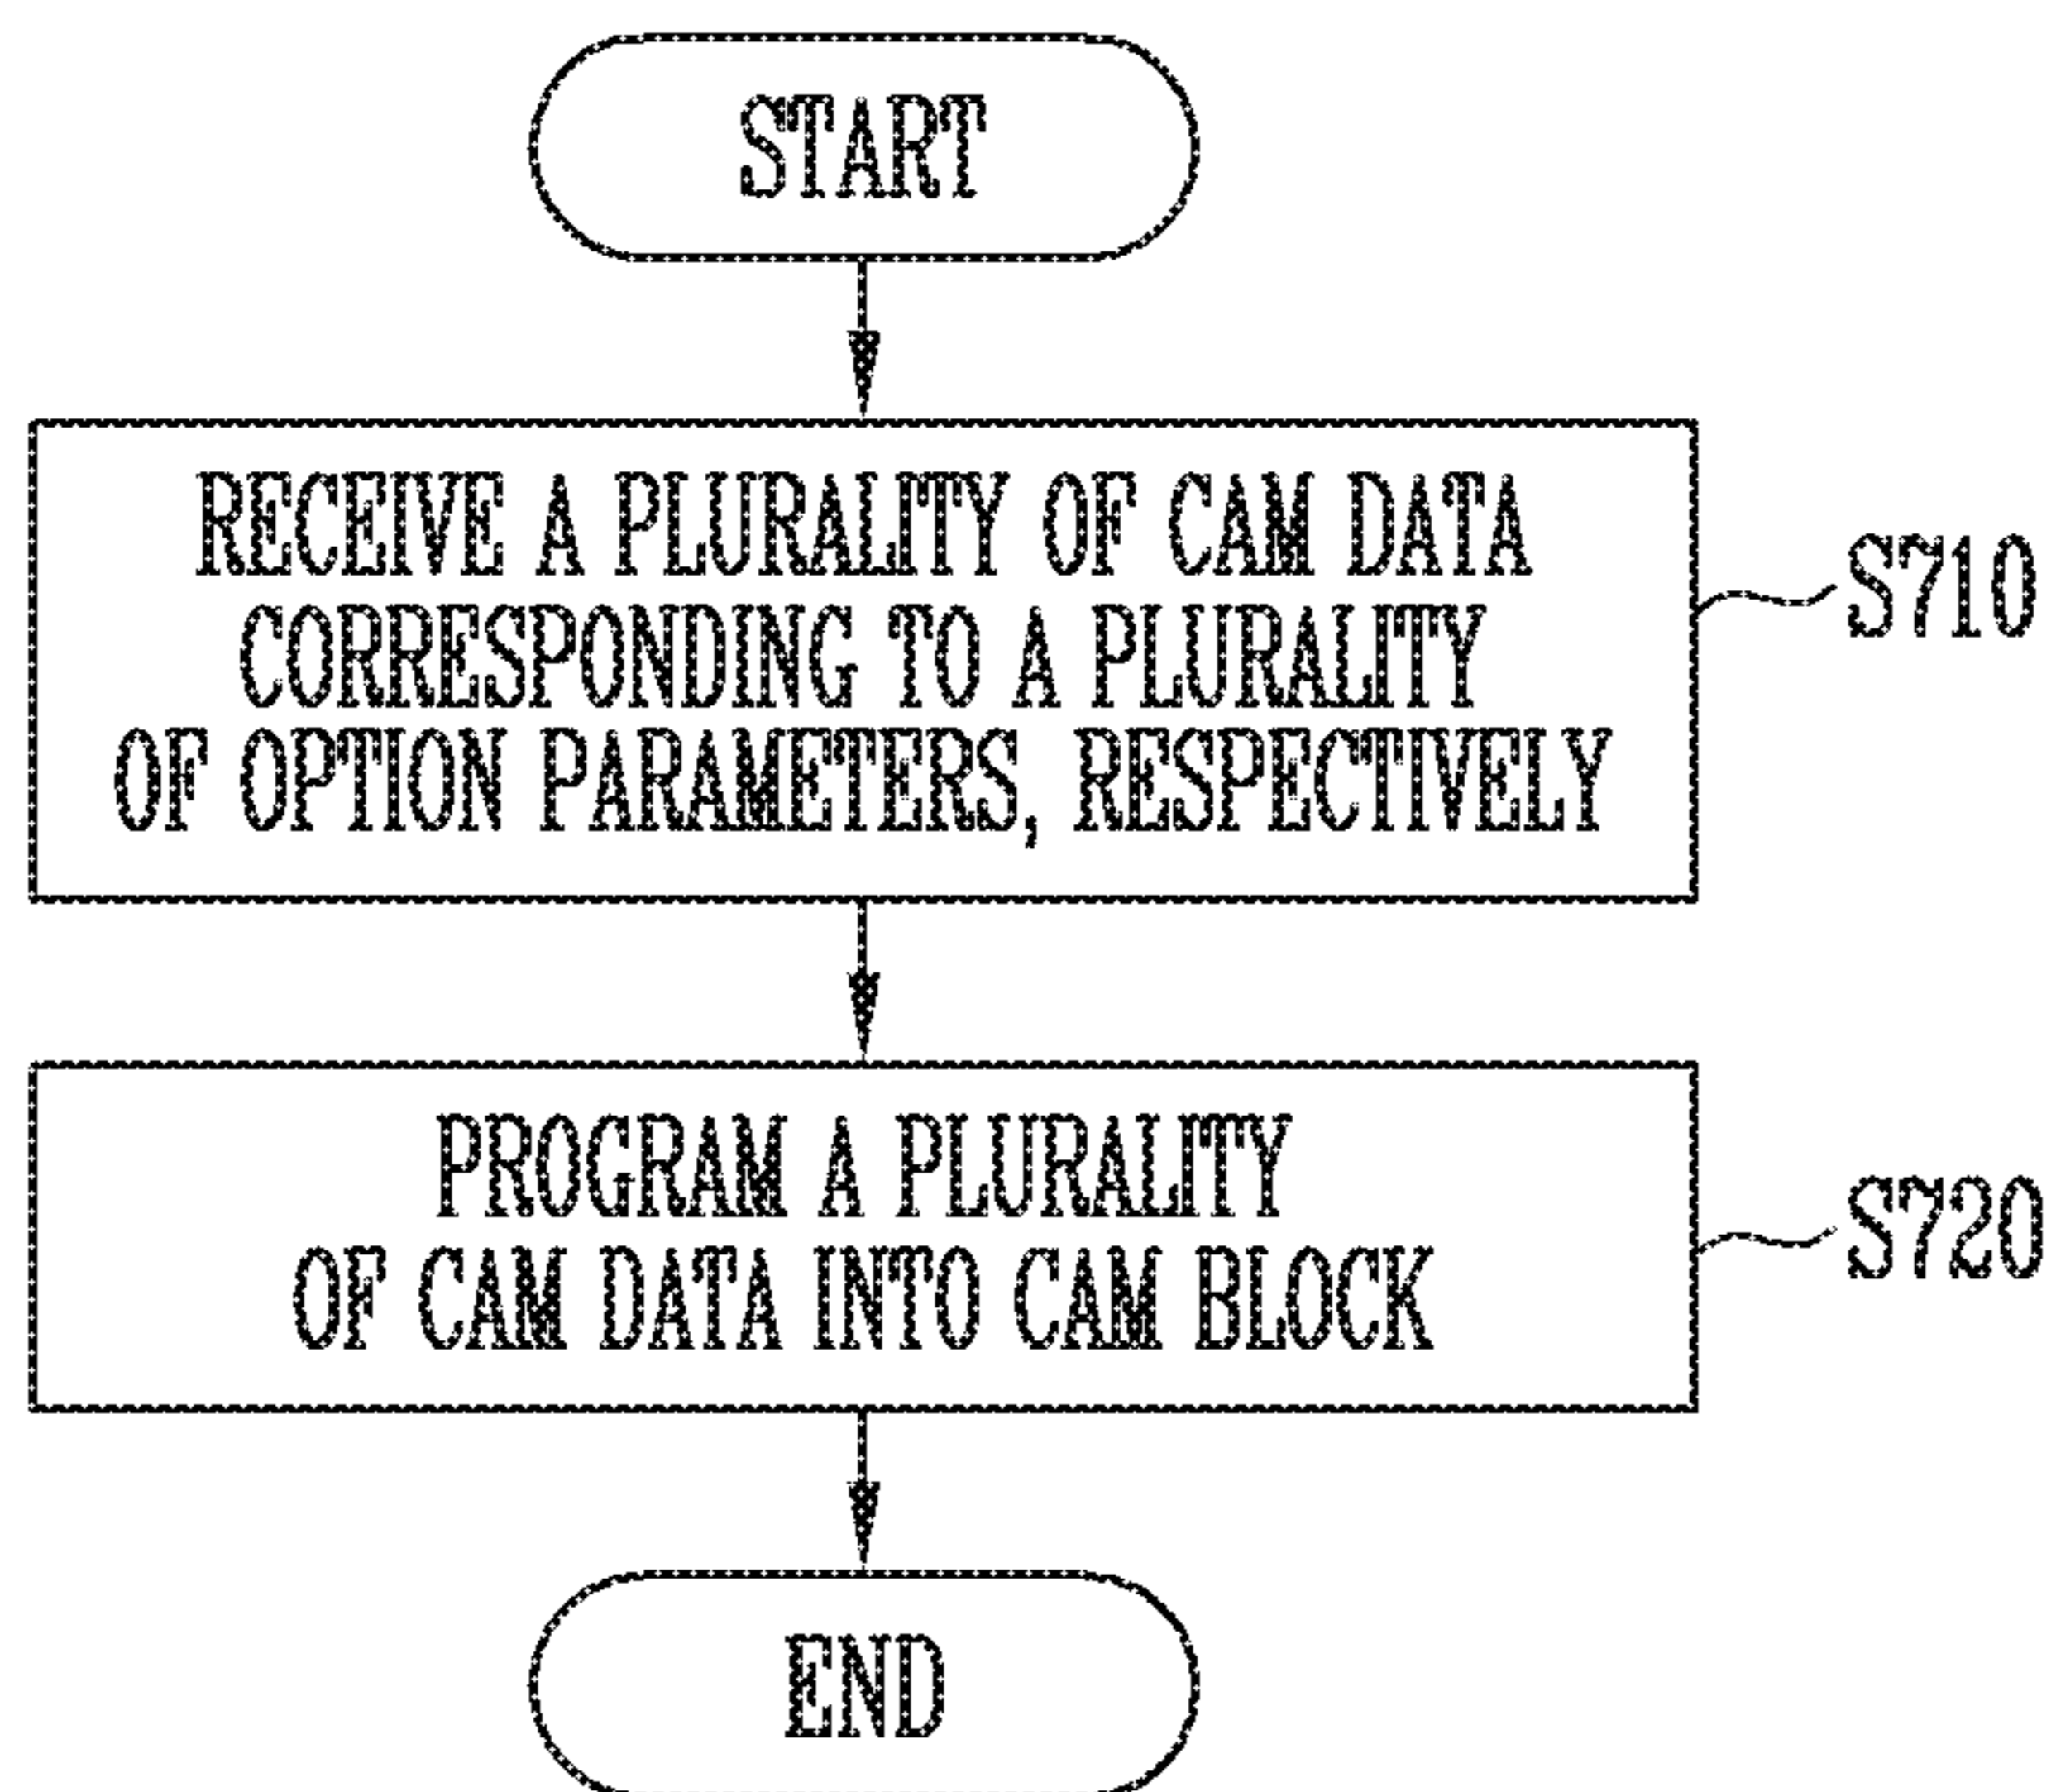 START
RECEIVE A PLURALITY OF CAM DATA
CORRESPONDING TO A PLURALITY
OF OPTION PARAMETERS, RESPECTIVELY
S710
PROGRAM A PLURALITY
OF CAM DATA INTO CAM BLOCK
S720
END